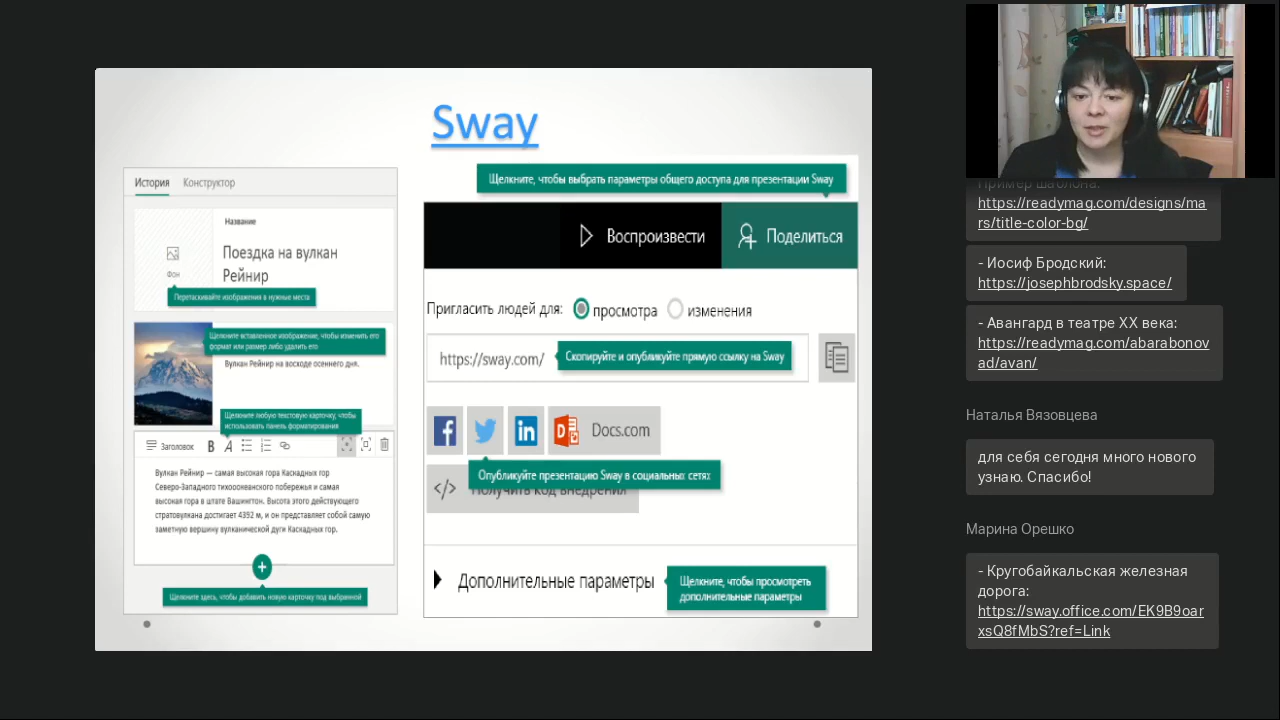 Sway
История Конструктор
Название
Поездка на вулкан
Рейнир
Фон
Перетаскивайте изображения в нужные места
Щелкните вставленное изображение, чтобы изменить его
формат или размер либо удалить его
Вулкан Рейнир на восходе осеннего дня.
Щелкните любую текстовую карточку, чтобы
использовать панель форматирования
Заголовок B A
Вулкан Рейнир — самая высокая гора Каскадных гор
Северо-Западного тихоокеанского побережья и самая
высокая гора в штате Вашингтон. Высота этого действующего
стратовулкана достигает 4392 м, и он представляет собой самую
заметную вершину вулканической дуги Каскадных гор.
Щелкните здесь, чтобы добавить новую карточку под выбранной
Щелкните, чтобы выбрать параметры общего доступа для презентации Sway
Воспроизвести Поделиться
Пригласить людей для: просмотра изменения
https://sway.com/ Скопируйте и опубликуйте прямую ссылку на Sway
Docs.com
Опубликуйте презентацию Sway в социальных сетях
</> Получить код внедрения
Дополнительные параметры
Щелкните, чтобы просмотреть
дополнительные параметры
Пример шаблона:
https://readymag.com/designs/ma
rs/title-color-bg/
- Иосиф Бродский:
https://josephbrodsky.space/
- Авангард в театре XX века:
https://readymag.com/abarabonov
ad/avan/
Наталья Вязовцева
для себя сегодня много нового
узнаю. Спасибо!
Марина Орешко
- Кругобайкальская железная
дорога:
https://sway.office.com/EK9B9oar
xsQ8fMbS?ref=Link